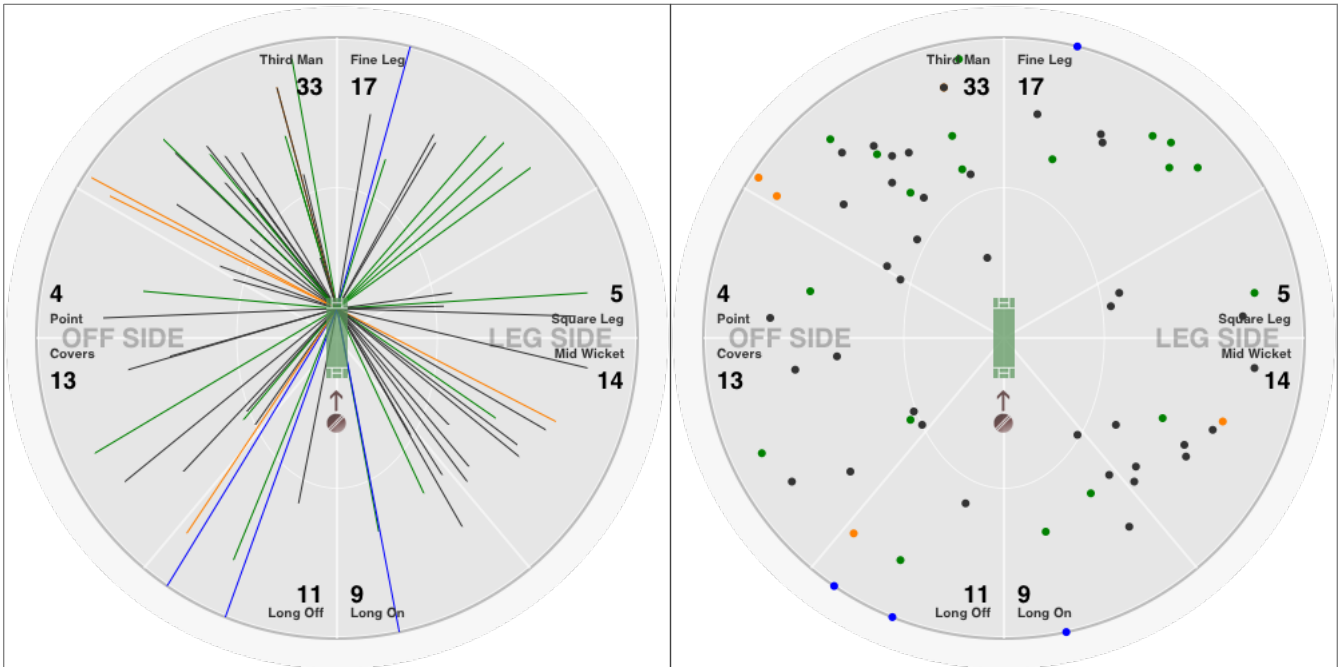 Third Man Fine Leg
33 17
4 5
Point Square Leg
OFF SIDE LEG SIDE
Covers Mid Wicket
13 14
11 9
Long Off Long On
Third Man Fine Leg
33 17
4 5
Point Square Leg
OFF SIDE LEG SIDE
Covers Mid Wicket
13 14
11 9
Long Off Long On